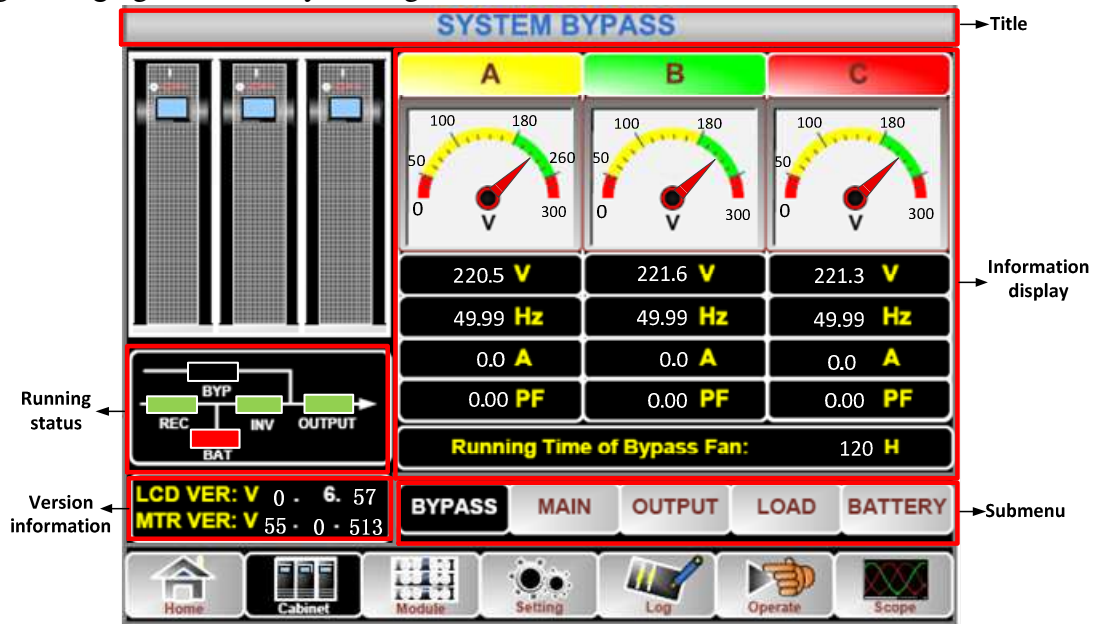 SYSTEM BYPASS
Title
A B C
100 180 100 180 100 180
50 260 50 50
0 300 0 300 0 300
V V V
220.5 V 221.6 V 221.3 V
Information
display
49.99 Hz 49.99 Hz 49.99 Hz
0.0 A 0.0 A 0.0 A
0.00 PF 0.00 PF 0.00 PF
Running Time of Bypass Fan: 120 H
Running
status
BYP
REC INV OUTPUT
BAT
Version
information
LCD VER: V 0 . 6. 57
MTR VER: V 55 . 0 . 513
BYPASS MAIN OUTPUT LOAD BATTERY
Submenu
Home Cabinet Module Setting Log Operate Scope